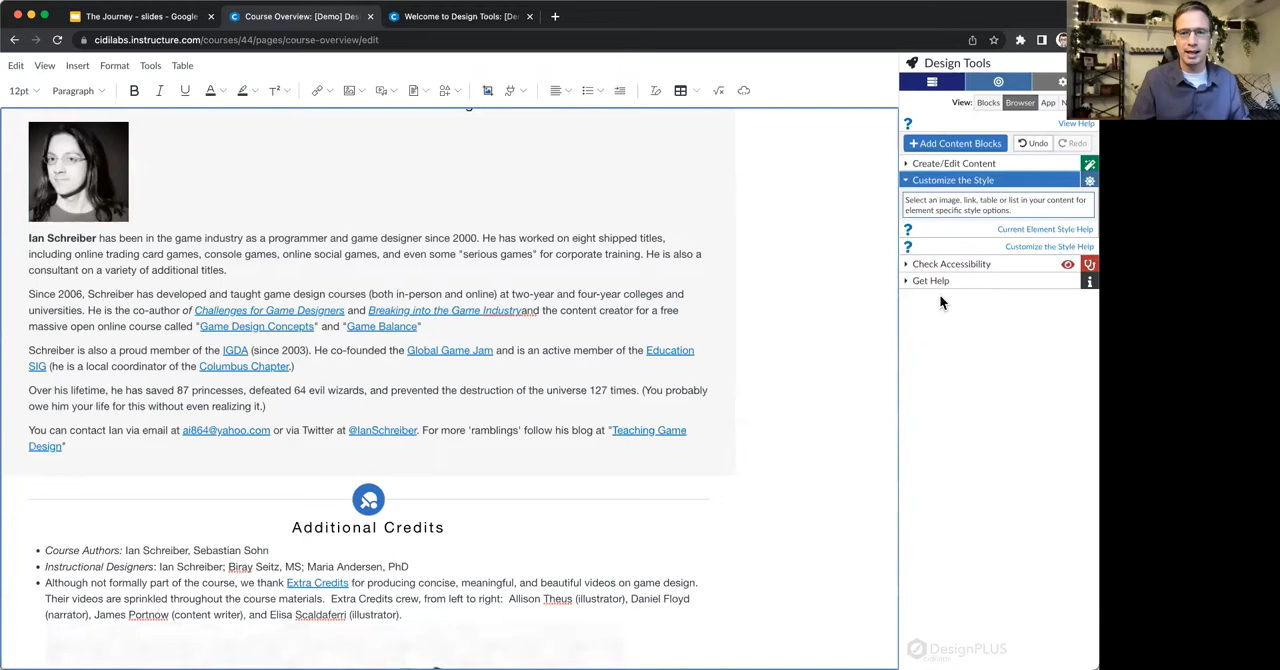 The Journey - slides - Google
Course Overview: [Demo] Des
Welcome to Design Tools: [De
cidilabs.instructure.com/courses/44/pages/course-overview/edit
Edit View Insert Format Tools Table
12pt Paragraph
Design Tools
View: Blocks Browser App
View Help
+ Add Content Blocks Undo Redo
Create/Edit Content
Customize the Style
Select an image, link, table or list in your content for
element specific style options.
Current Element Style Help
Customize the Style Help
Check Accessibility
Get Help
Ian Schreiber has been in the game industry as a programmer and game designer since 2000. He has worked on eight shipped titles,
including online trading card games, console games, online social games, and even some "serious games" for corporate training. He is also a
consultant on a variety of additional titles.
Since 2006, Schreiber has developed and taught game design courses (both in-person and online) at two-year and four-year colleges and
universities. He is the co-author of Challenges for Game Designers and Breaking into the Game Industryand the content creator for a free
massive open online course called "Game Design Concepts" and "Game Balance"
Schreiber is also a proud member of the IGDA (since 2003). He co-founded the Global Game Jam and is an active member of the Education
SIG (he is a local coordinator of the Columbus Chapter.)
Over his lifetime, he has saved 87 princesses, defeated 64 evil wizards, and prevented the destruction of the universe 127 times. (You probably
owe him your life for this without even realizing it.)
You can contact Ian via email at ai864@yahoo.com or via Twitter at @IanSchreiber. For more 'ramblings' follow his blog at "Teaching Game
Design"
Additional Credits
• Course Authors: Ian Schreiber, Sebastian Sohn
• Instructional Designers: Ian Schreiber; Biray Seitz, MS; Maria Andersen, PhD
• Although not formally part of the course, we thank Extra Credits for producing concise, meaningful, and beautiful videos on game design.
Their videos are sprinkled throughout the course materials. Extra Credits crew, from left to right: Allison Theus (illustrator), Daniel Floyd
(narrator), James Portnow (content writer), and Elisa Scaldaferri (illustrator).
DesignPLUS